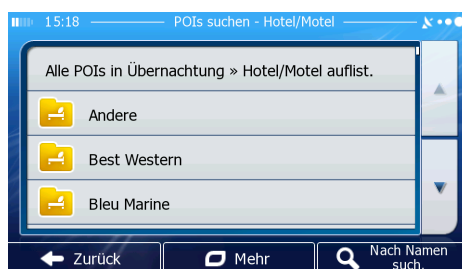 15:18 POIs suchen - Hotel/Motel
Alle POIs in Übernachtung » Hotel/Motel auflist.
Andere
Best Western
Bleu Marine
Zurück
Mehr
Nach Namen
such.